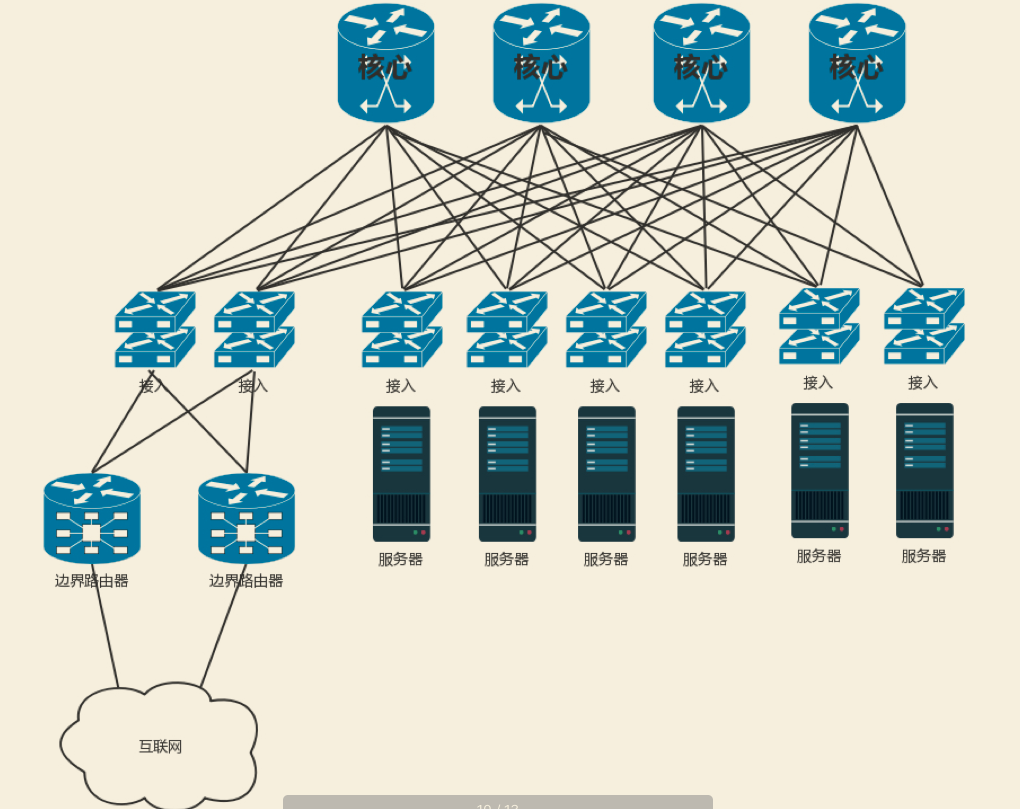 核心 核心 核心 核心
接入 接入 接入 接入 接入 接入 接入 接入
服务器 服务器 服务器 服务器 服务器 服务器
边界路由器 边界路由器
互联网
10 / 13